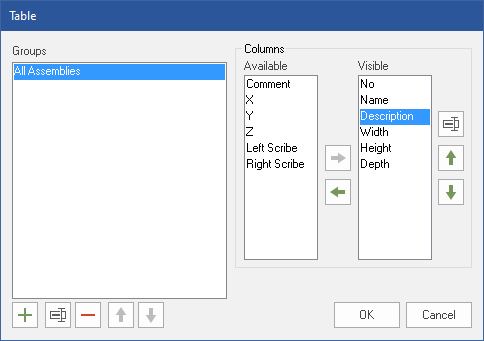 Table
Groups
All Assemblies
Columns
Available
Comment
X
Y
Z
Left Scribe
Right Scribe
Visible
No
Name
Description
Width
Height
Depth
OK
Cancel